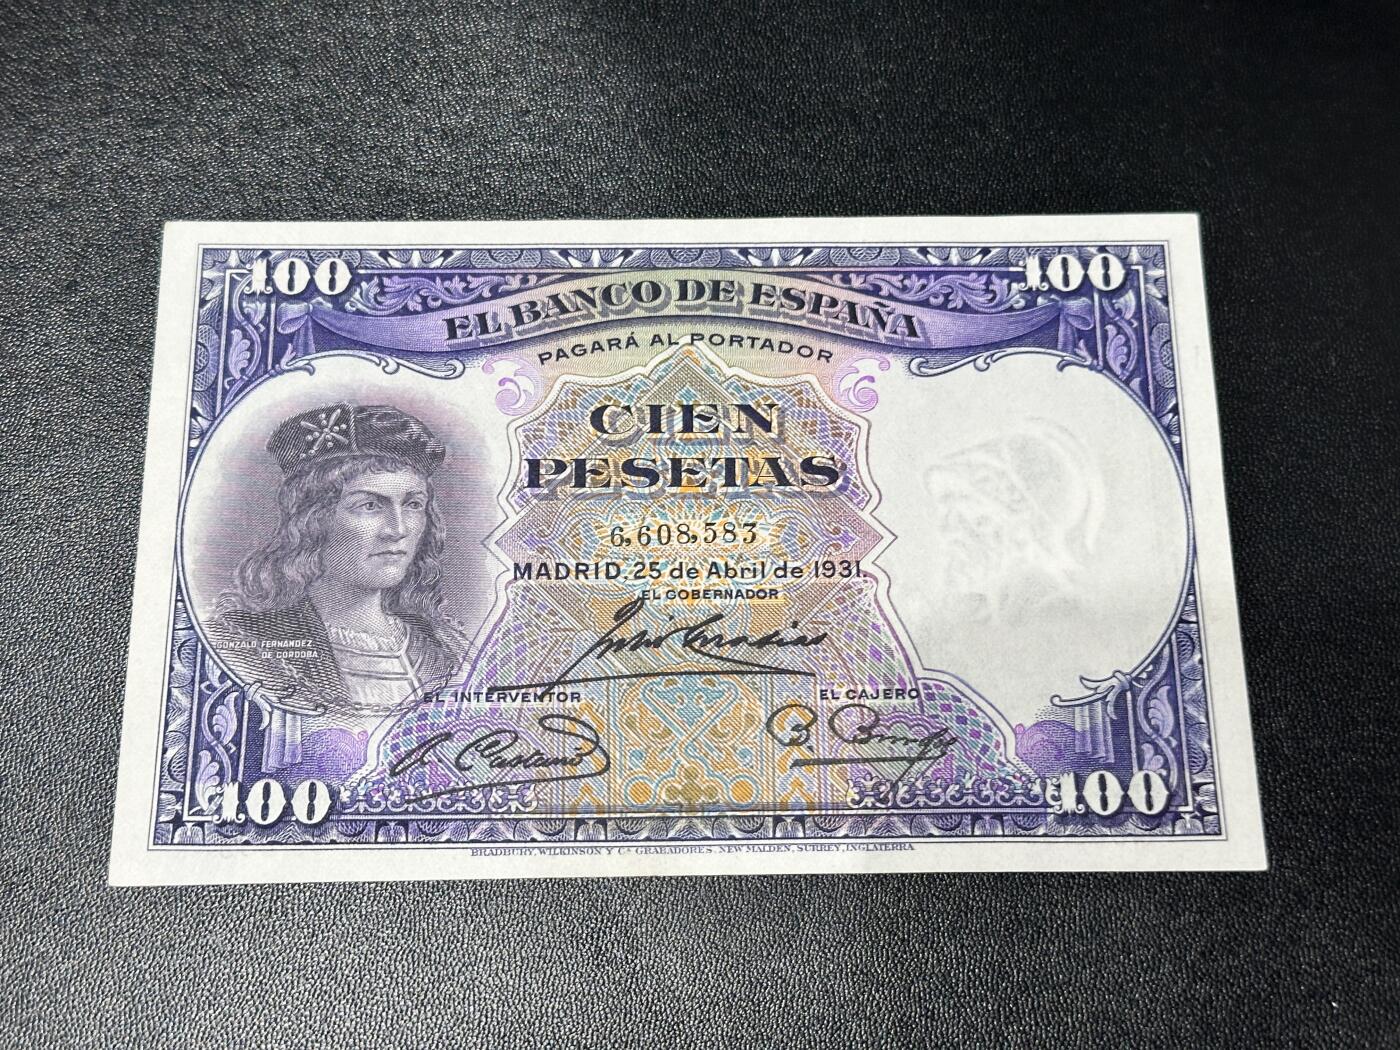 100 100
EL BANCO DE ESPAÑA
PAGARÁ AL PORTADOR
CIEN
PESETAS
6,608,583
MADRID, 25 de Abril de 1931.
EL GOBERNADOR
GONZALO FERNANDEZ
DE CORDOBA
EL INTERVENTOR EL CAJERO
100 100
BRADBURY, WILKINSON Y Cª GRABADORES. NEW MALDEN, SURREY, INGLATERRA